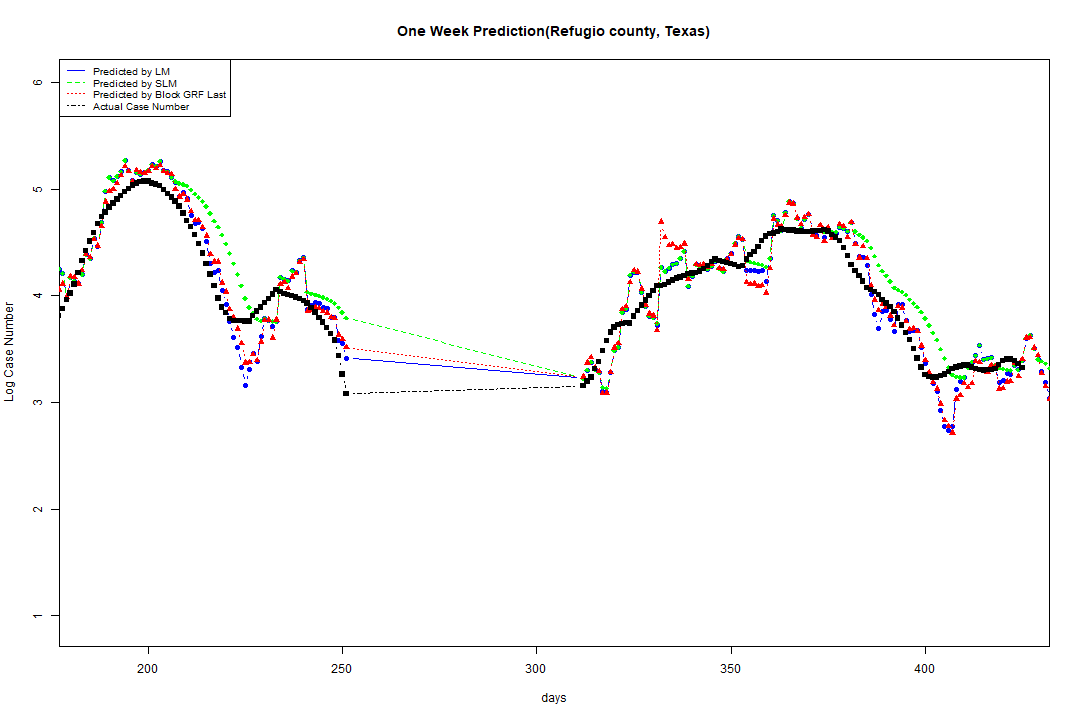 One Week Prediction(Refugio county, Texas)
Predicted by LM
Predicted by SLM
Predicted by Block GRF Last
Actual Case Number
6
5
4
3
2
1
Log Case Number
200 250 300 350 400
days